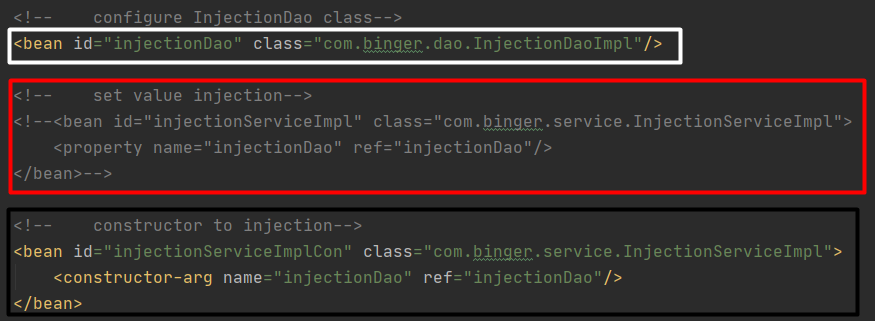 <!--    configure InjectionDao class-->
<bean id="injectionDao" class="com.binger.dao.InjectionDaoImpl"/>
<!--    set value injection-->
<!--<bean id="injectionServiceImpl" class="com.binger.service.InjectionServiceImpl">
    <property name="injectionDao" ref="injectionDao"/>
</bean>-->
<!--    constructor to injection-->
<bean id="injectionServiceImplCon" class="com.binger.service.InjectionServiceImpl">
    <constructor-arg name="injectionDao" ref="injectionDao"/>
</bean>